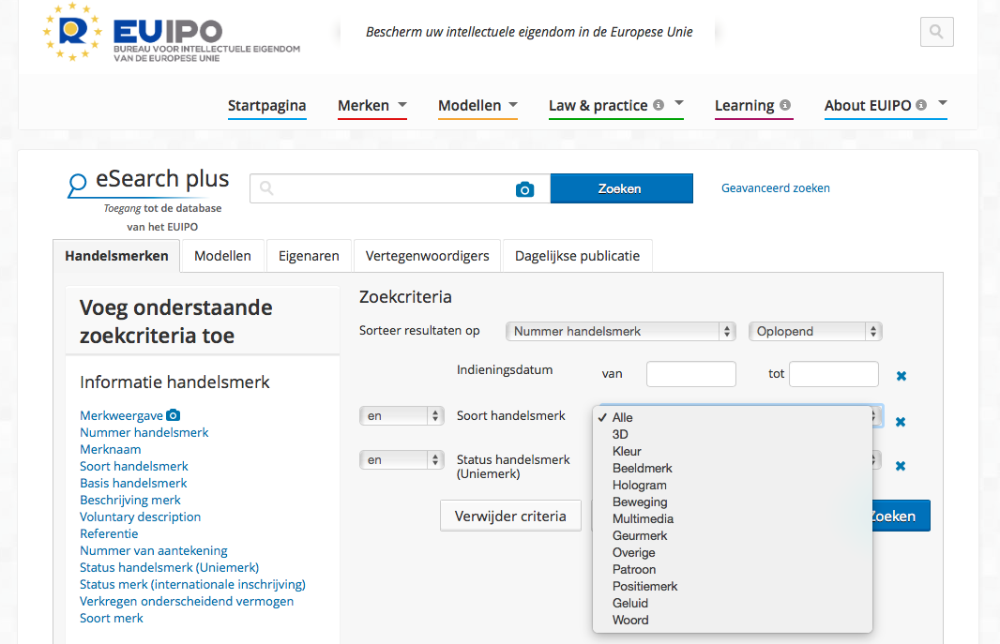 EUIPO
BUREAU VOOR INTELLECTUELE EIGENDOM
VAN DE EUROPESE UNIE
Bescherm uw intellectuele eigendom in de Europese Unie
Startpagina Merken Modellen Law & practice Learning About EUIPO
eSearch plus
Toegang tot de database
van het EUIPO
Zoeken
Geavanceerd zoeken
Handelsmerken Modellen Eigenaren Vertegenwoordigers Dagelijkse publicatie
Voeg onderstaande
zoekcriteria toe
Informatie handelsmerk
Merkweergave
Nummer handelsmerk
Merknaam
Soort handelsmerk
Basis handelsmerk
Beschrijving merk
Voluntary description
Referentie
Nummer van aantekening
Status handelsmerk (Uniemerk)
Status merk (internationale inschrijving)
Verkregen onderscheidend vermogen
Soort merk
Zoekcriteria
Sorteer resultaten op Nummer handelsmerk Oplopend
Indieningsdatum van tot
en Soort handelsmerk
en Status handelsmerk
(Uniemerk)
Verwijder criteria
Zoeken
✓ Alle
3D
Kleur
Beeldmerk
Hologram
Beweging
Multimedia
Geurmerk
Overige
Patroon
Positiemerk
Geluid
Woord